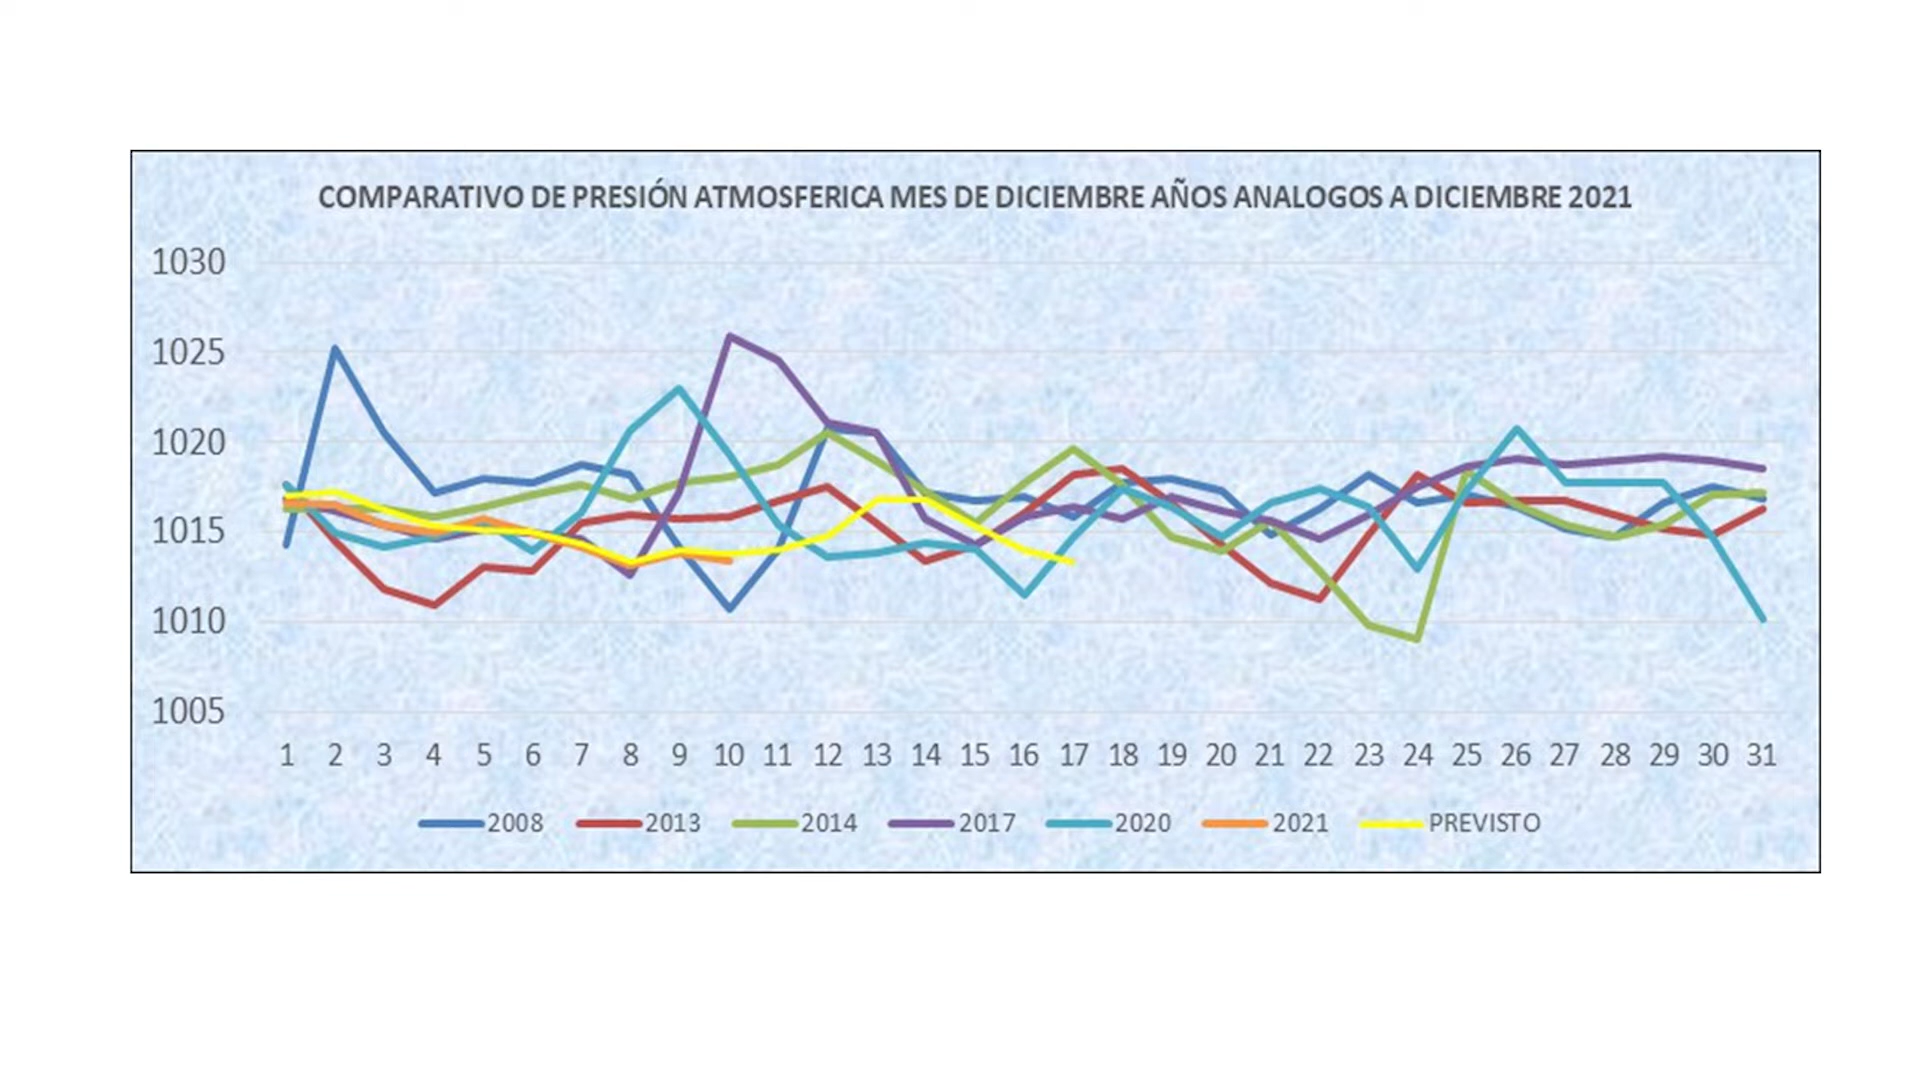 COMPARATIVO DE PRESIÓN ATMOSFERICA MES DE DICIEMBRE AÑOS ANALOGOS A DICIEMBRE 2021
1030
1025
1020
1015
1010
1005
1 2 3 4 5 6 7 8 9 10 11 12 13 14 15 16 17 18 19 20 21 22 23 24 25 26 27 28 29 30 31
2008 2013 2014 2017 2020 2021 PREVISTO